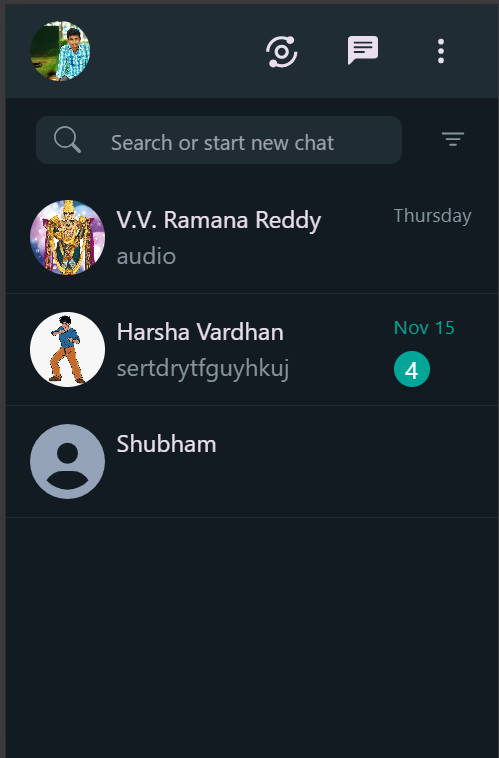 Search or start new chat
V.V. Ramana Reddy
Thursday
audio
Harsha Vardhan
Nov 15
sertdrytfguyhkuj
4
Shubham